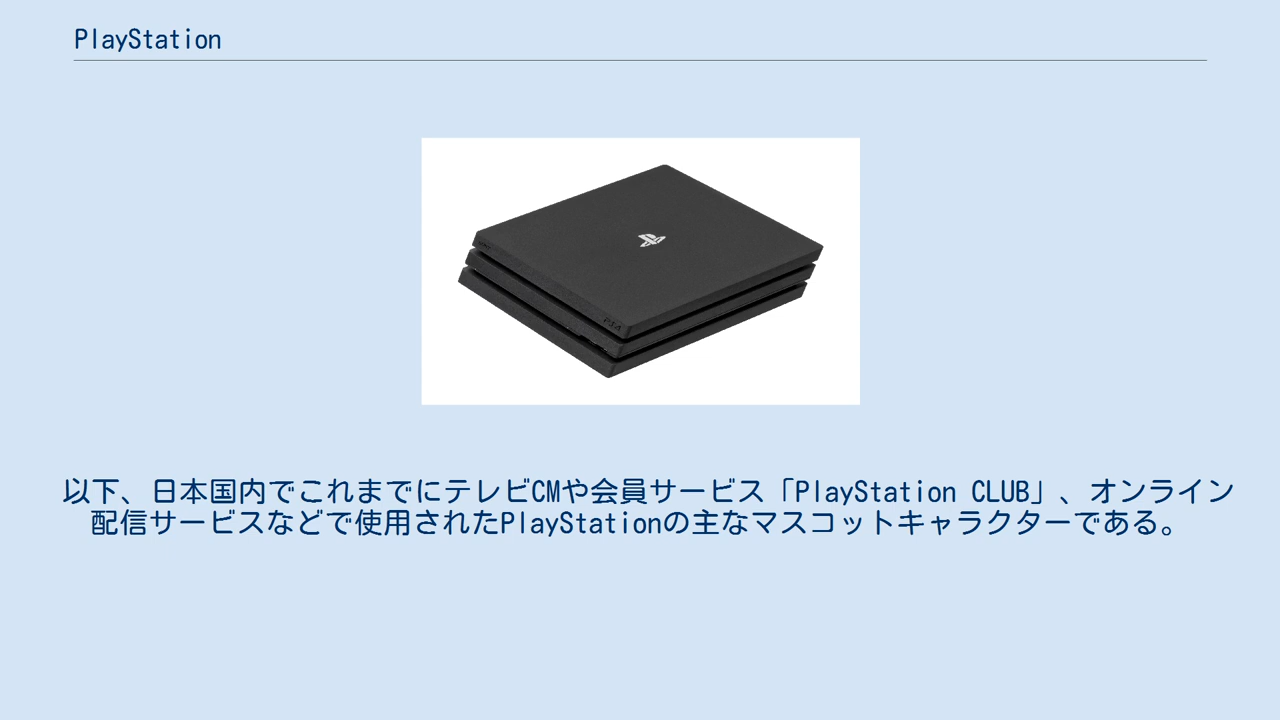 PlayStation
PS4
以下、日本国内でこれまでにテレビCMや会員サービス「PlayStation CLUB」、オンライン
配信サービスなどで使用されたPlayStationの主なマスコットキャラクターである。